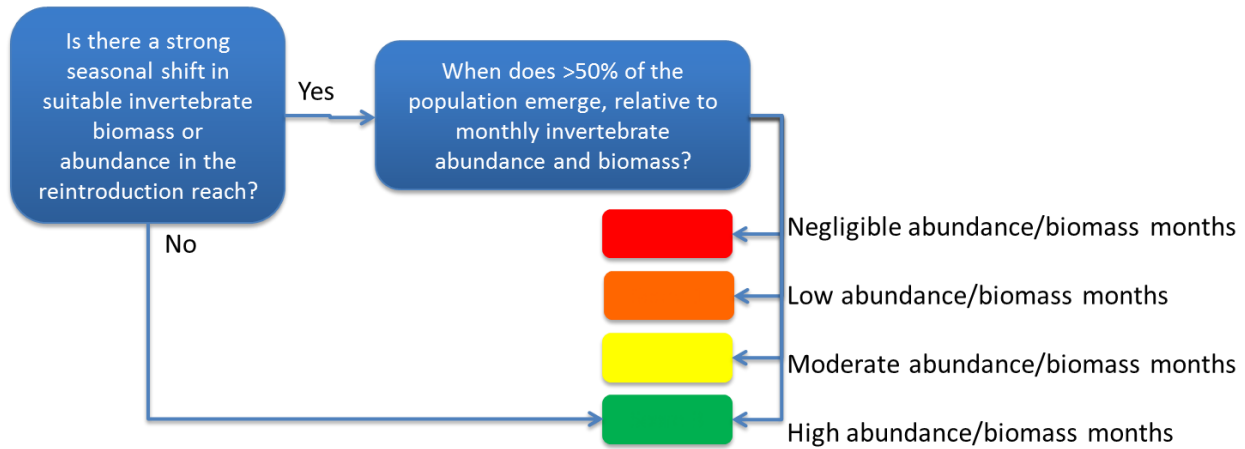 Is there a strong
seasonal shift in
suitable invertebrate
biomass or
abundance in the
reintroduction reach?
Yes
When does >50% of the
population emerge, relative to
monthly invertebrate
abundance and biomass?
No
Negligible abundance/biomass months
Low abundance/biomass months
Moderate abundance/biomass months
High abundance/biomass months